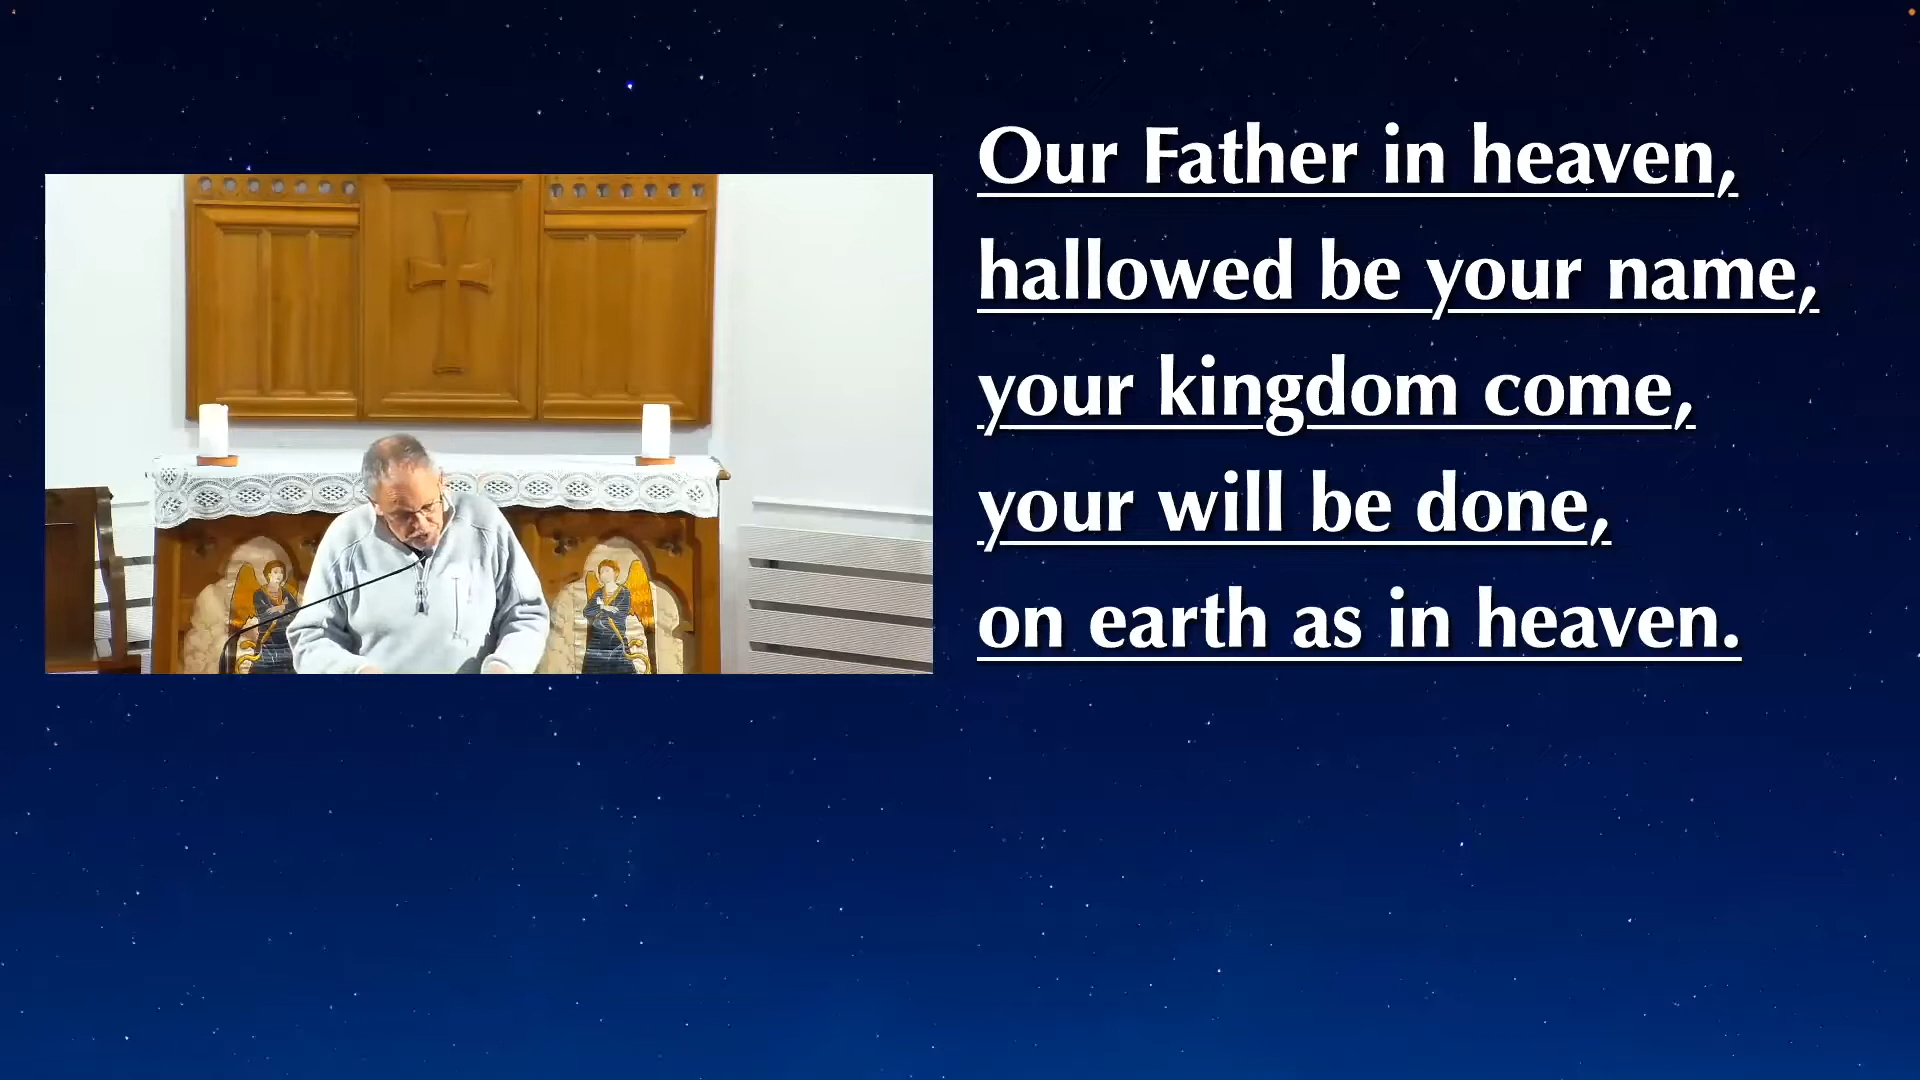 Our Father in heaven,
hallowed be your name,
your kingdom come,
your will be done,
on earth as in heaven.